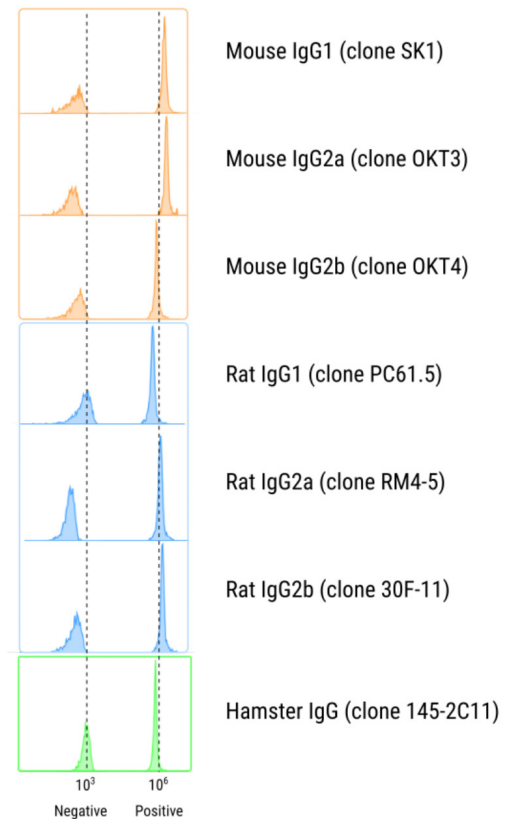 Mouse IgG1 (clone SK1)
Mouse IgG2a (clone OKT3)
Mouse IgG2b (clone OKT4)
Rat IgG1 (clone PC61.5)
Rat IgG2a (clone RM4-5)
Rat IgG2b (clone 30F-11)
Hamster IgG (clone 145-2C11)
10³ 10⁶
Negative Positive